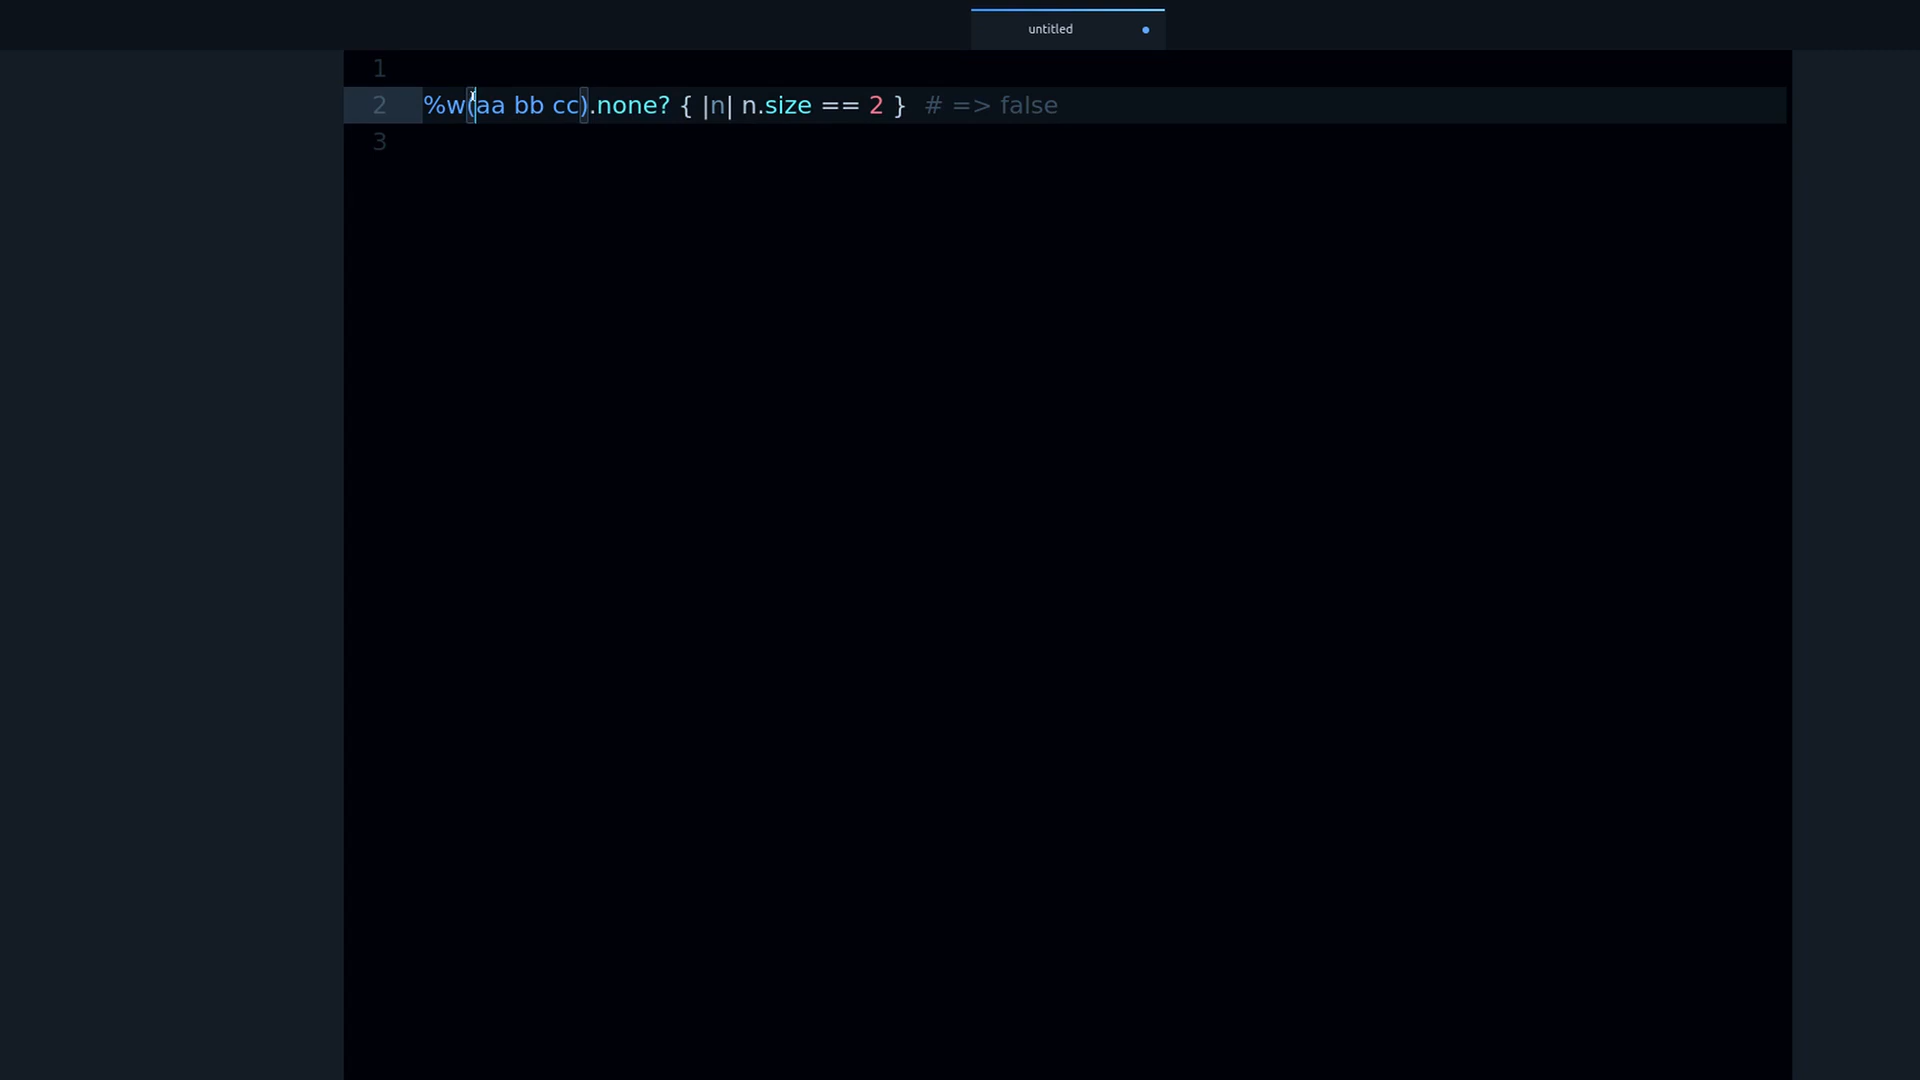 untitled
1
2 %w(aa bb cc).none? { |n| n.size == 2 }  # => false
3